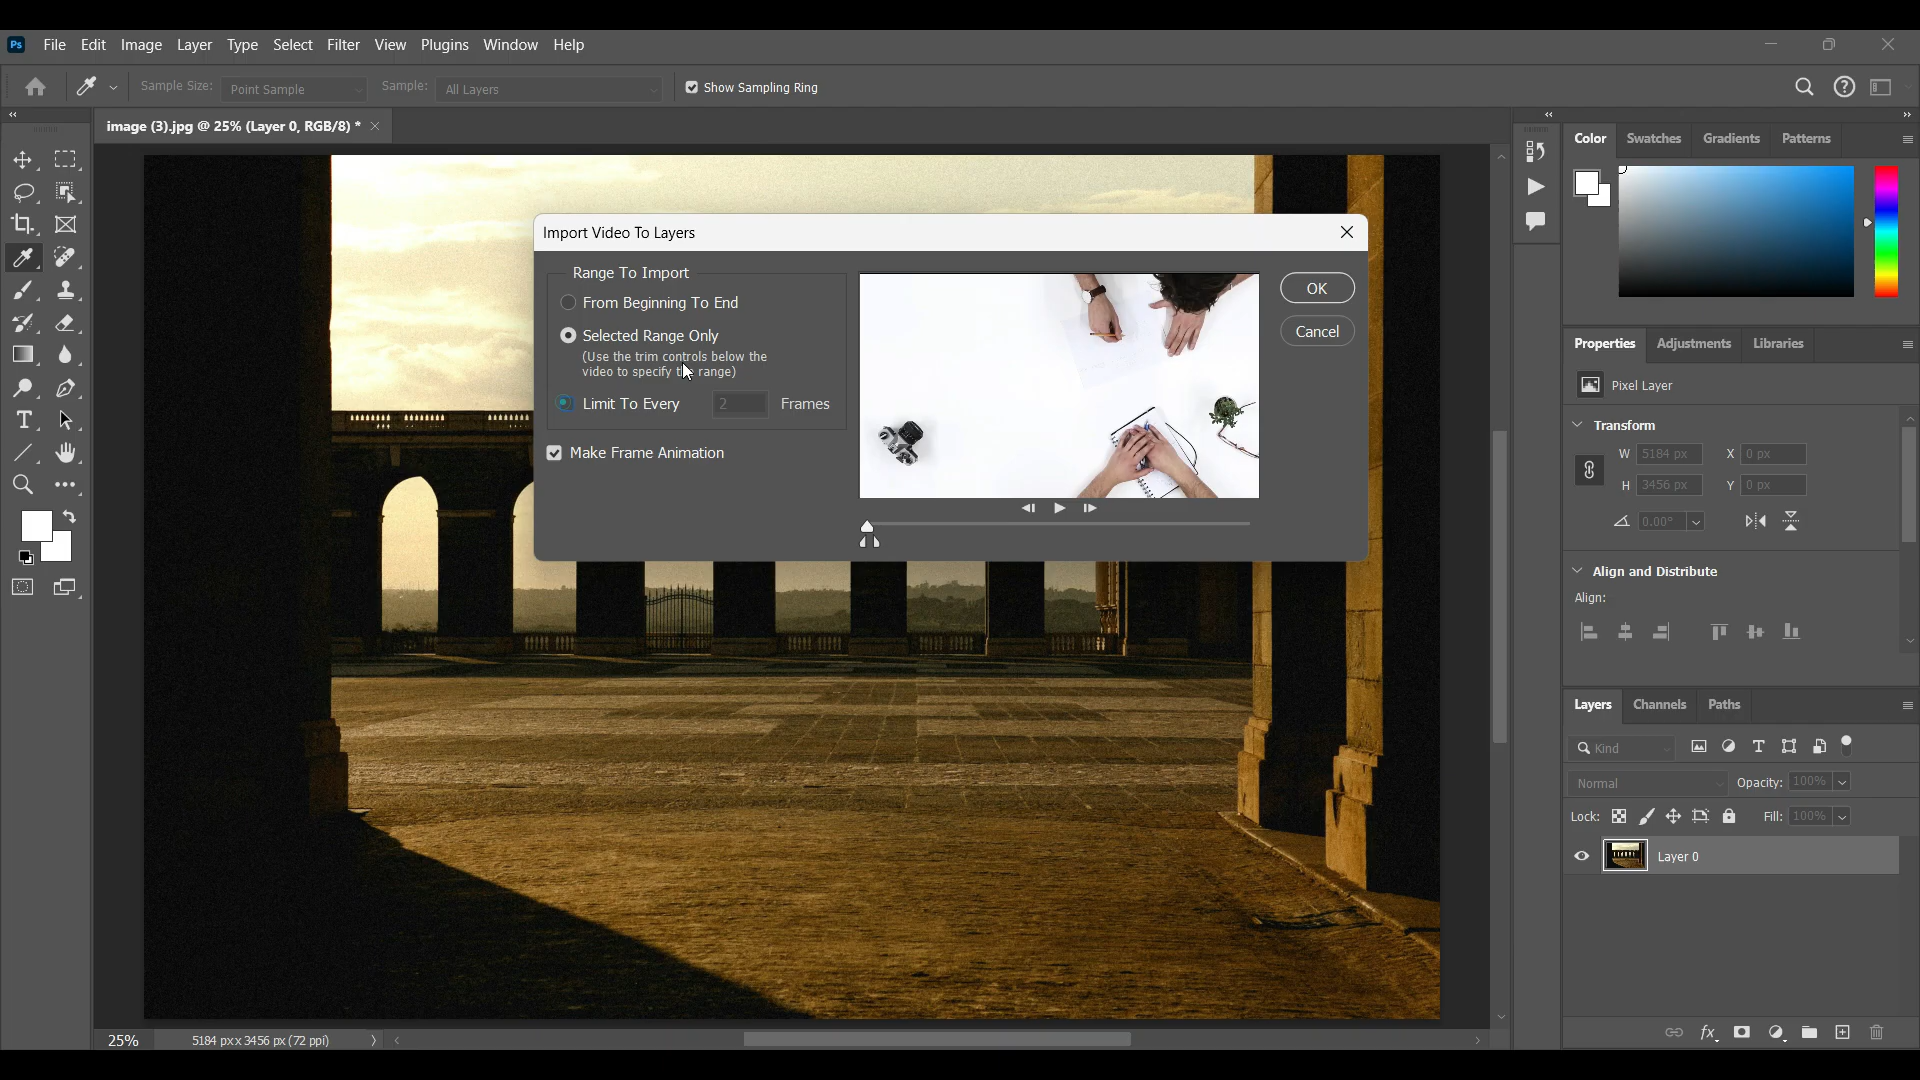 Ps File Edit Image Layer Type Select Filter View Plugins Window Help
Sample Size: Point Sample Sample: All Layers Show Sampling Ring
image (3).jpg @ 25% (Layer 0, RGB/8) *
Color Swatches Gradients Patterns
Import Video To Layers
Range To Import
From Beginning To End
Selected Range Only
(Use the trim controls below the
video to specify the range)
Limit To Every 2 Frames
Make Frame Animation
OK
Cancel
Properties Adjustments Libraries
Pixel Layer
Transform
W 5184 px X 0 px
H 3456 px Y 0 px
0.00°
Align and Distribute
Align:
Layers Channels Paths
Kind
Normal Opacity: 100%
Lock: Fill: 100%
Layer 0
25% 5184 px x 3456 px (72 ppi)